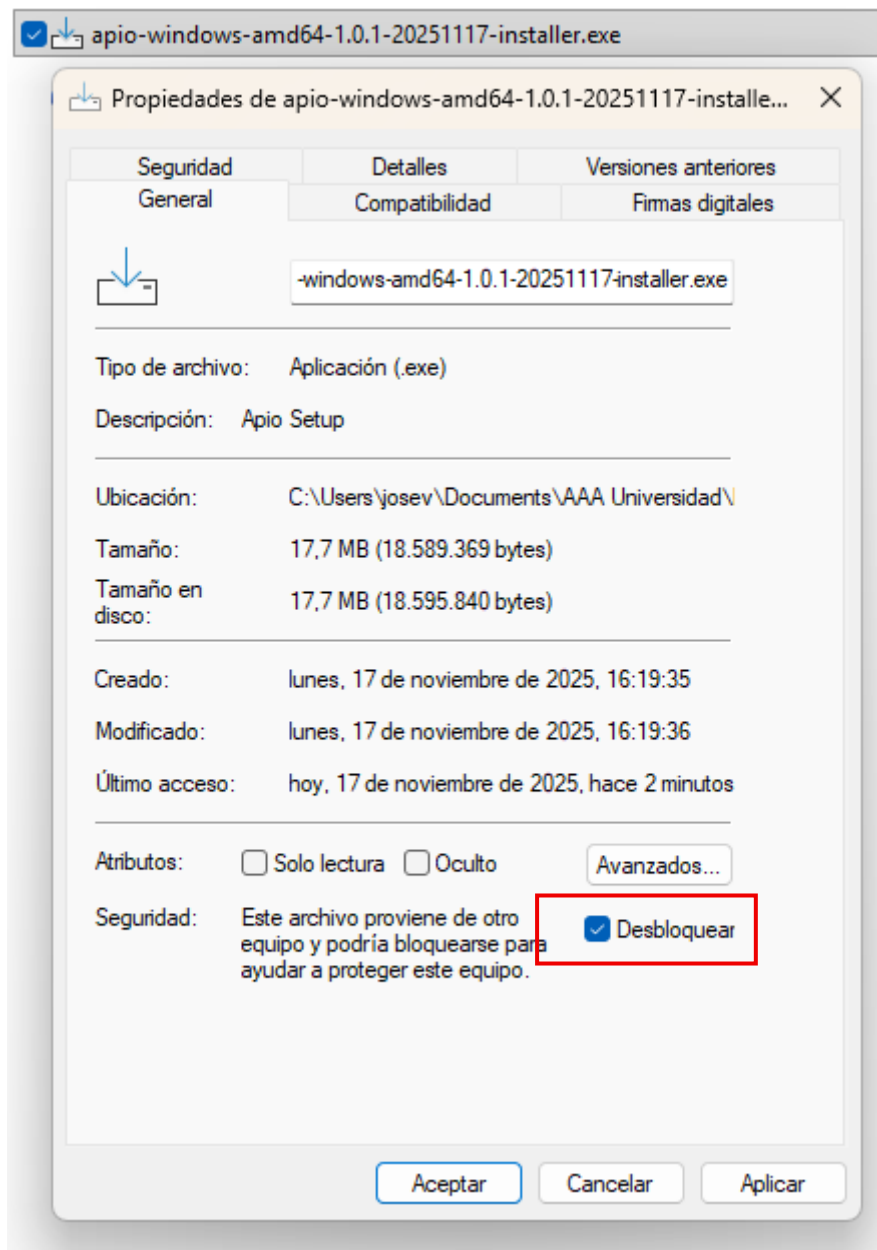 apio-windows-amd64-1.0.1-20251117-installer.exe
Propiedades de apio-windows-amd64-1.0.1-20251117-installe...
Seguridad Detalles Versiones anteriores
General Compatibilidad Firmas digitales
-windows-amd64-1.0.1-20251117-installer.exe
Tipo de archivo: Aplicación (.exe)
Descripción: Apio Setup
Ubicación: C:\Users\josev\Documents\AAA Universidad\
Tamaño: 17,7 MB (18.589.369 bytes)
Tamaño en
disco: 17,7 MB (18.595.840 bytes)
Creado: lunes, 17 de noviembre de 2025, 16:19:35
Modificado: lunes, 17 de noviembre de 2025, 16:19:36
Último acceso: hoy, 17 de noviembre de 2025, hace 2 minutos
Atributos: Solo lectura Oculto Avanzados...
Seguridad: Este archivo proviene de otro
equipo y podría bloquearse para
ayudar a proteger este equipo.
Desbloquear
Aceptar Cancelar Aplicar